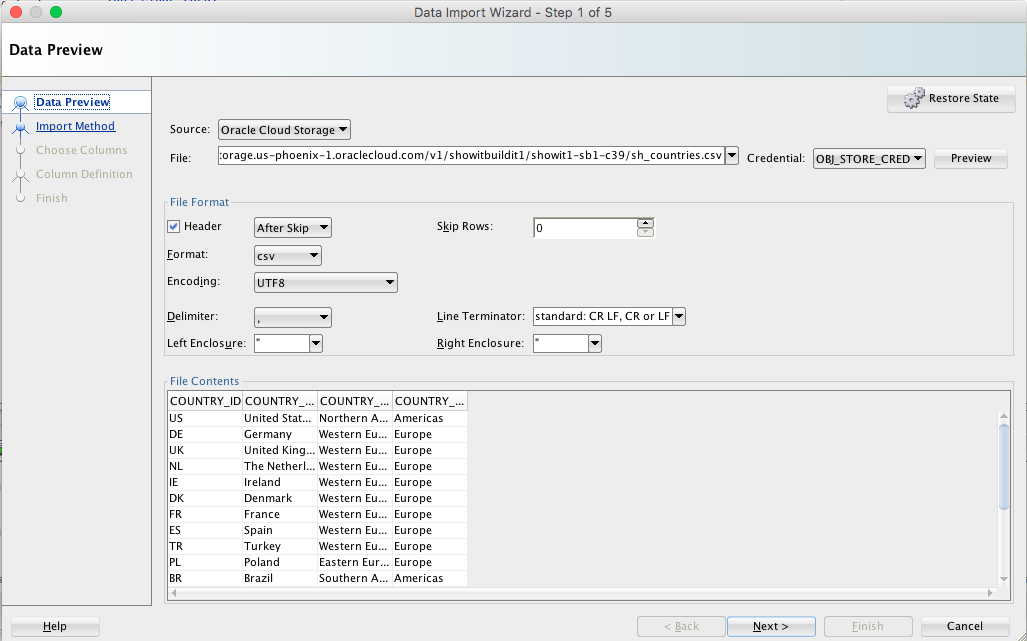 Data Import Wizard - Step 1 of 5
Data Preview
Data Preview
Import Method
Choose Columns
Column Definition
Finish
Restore State
Source: Oracle Cloud Storage
File: :orage.us-phoenix-1.oraclecloud.com/v1/showitbuildit1/showit1-sb1-c39/sh_countries.csv Credential: OBJ_STORE_CRED Preview
File Format
Header After Skip Skip Rows: 0
Format: csv
Encoding: UTF8
Delimiter: , Line Terminator: standard: CR LF, CR or LF
Left Enclosure: " Right Enclosure: "
File Contents
COUNTRY_ID COUNTRY_... COUNTRY_... COUNTRY_...
US United Stat... Northern A... Americas
DE Germany Western Eu... Europe
UK United King... Western Eu... Europe
NL The Netherl... Western Eu... Europe
IE Ireland Western Eu... Europe
DK Denmark Western Eu... Europe
FR France Western Eu... Europe
ES Spain Western Eu... Europe
TR Turkey Western Eu... Europe
PL Poland Eastern Eur... Europe
BR Brazil Southern A... Americas
Help < Back Next > Finish Cancel